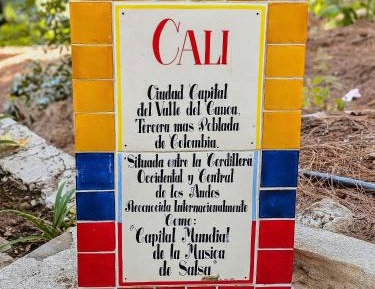 CALI
Ciudad Capital
del Valle del Cauca,
Tercera mas Poblada
de Colombia.
Situada entre la Cordillera
Occidental y Central
de los Andes
Reconocida Internacionalmente
Como:
"Capital Mundial
de la Musica
de Salsa"